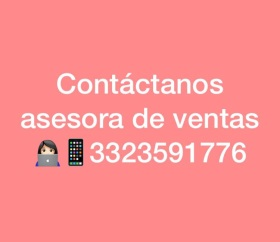 Contáctanos
asesora de ventas
👩🏻‍💻📱3323591776